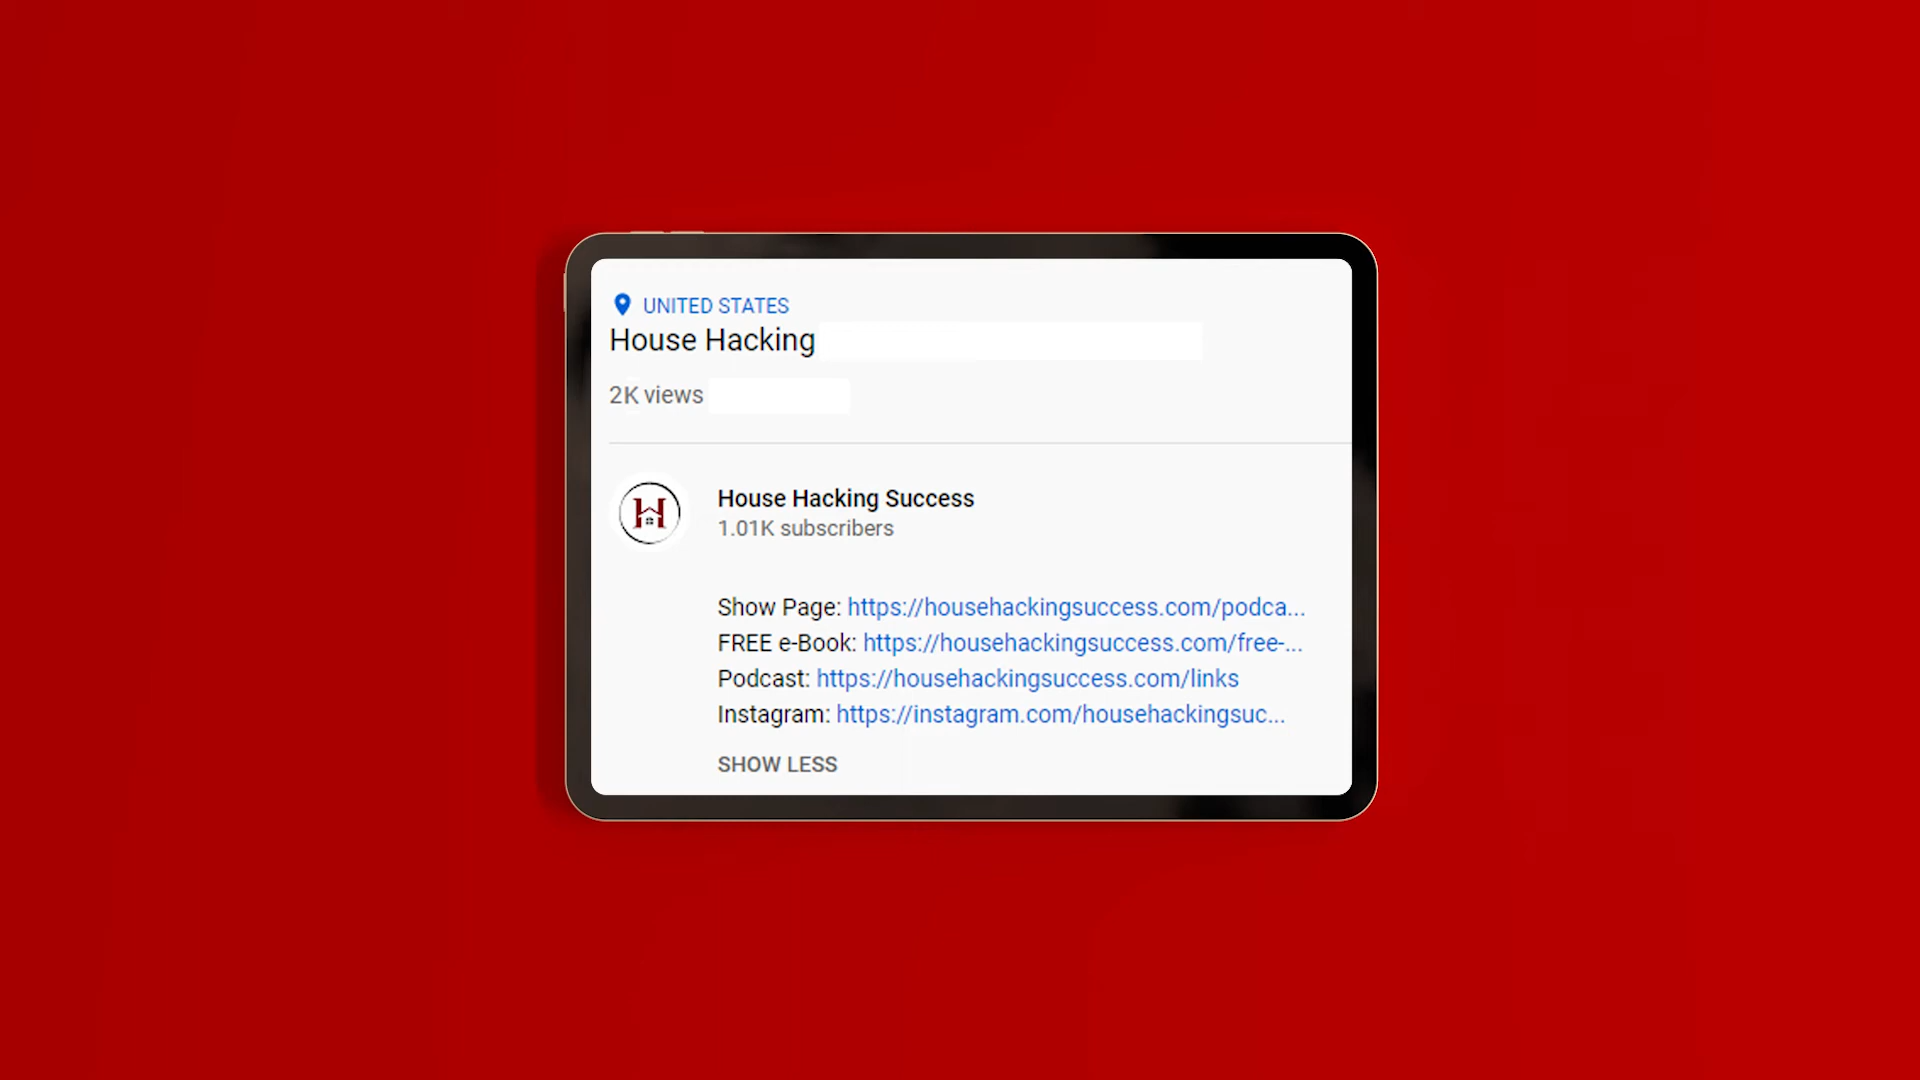 UNITED STATES
House Hacking
2K views
House Hacking Success
1.01K subscribers
Show Page: https://househackingsuccess.com/podca...
FREE e-Book: https://househackingsuccess.com/free-...
Podcast: https://househackingsuccess.com/links
Instagram: https://instagram.com/househackingsuc...
SHOW LESS